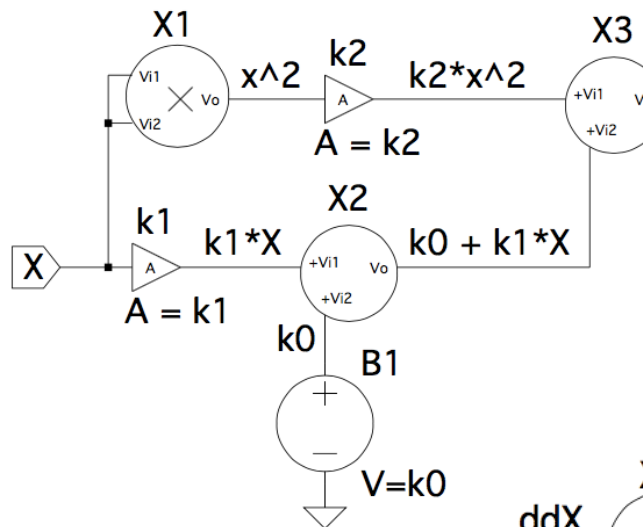 X1
X3
k2
Vi1
x^2
k2*x^2
Vo
A
+Vi1
V
Vi2
+Vi2
A = k2
X2
k1
k1*X
k0 + k1*X
X
A
+Vi1
Vo
+Vi2
A = k1
k0
B1
V=k0
ddX